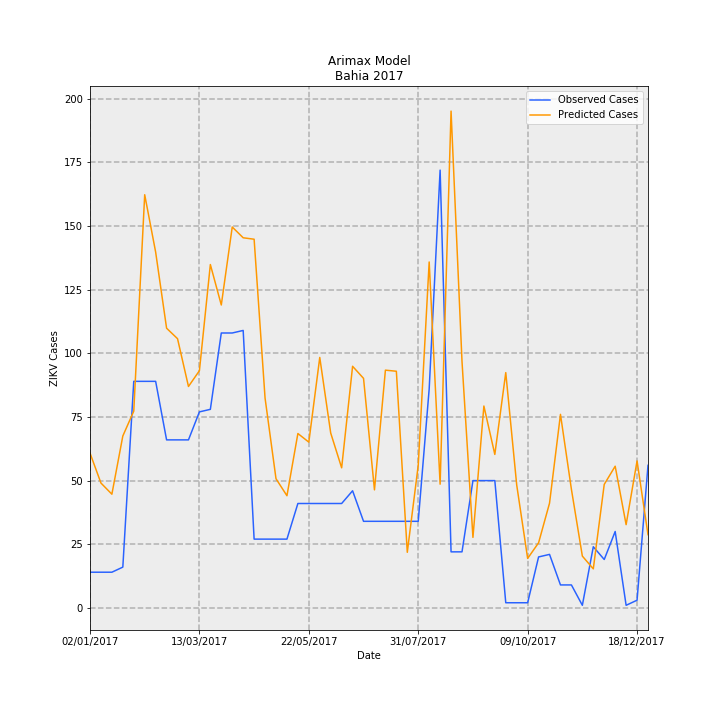 Arimax Model
Bahia 2017
Observed Cases
Predicted Cases
200
175
150
125
100
75
50
25
0
ZIKV Cases
02/01/2017 13/03/2017 22/05/2017 31/07/2017 09/10/2017 18/12/2017
Date